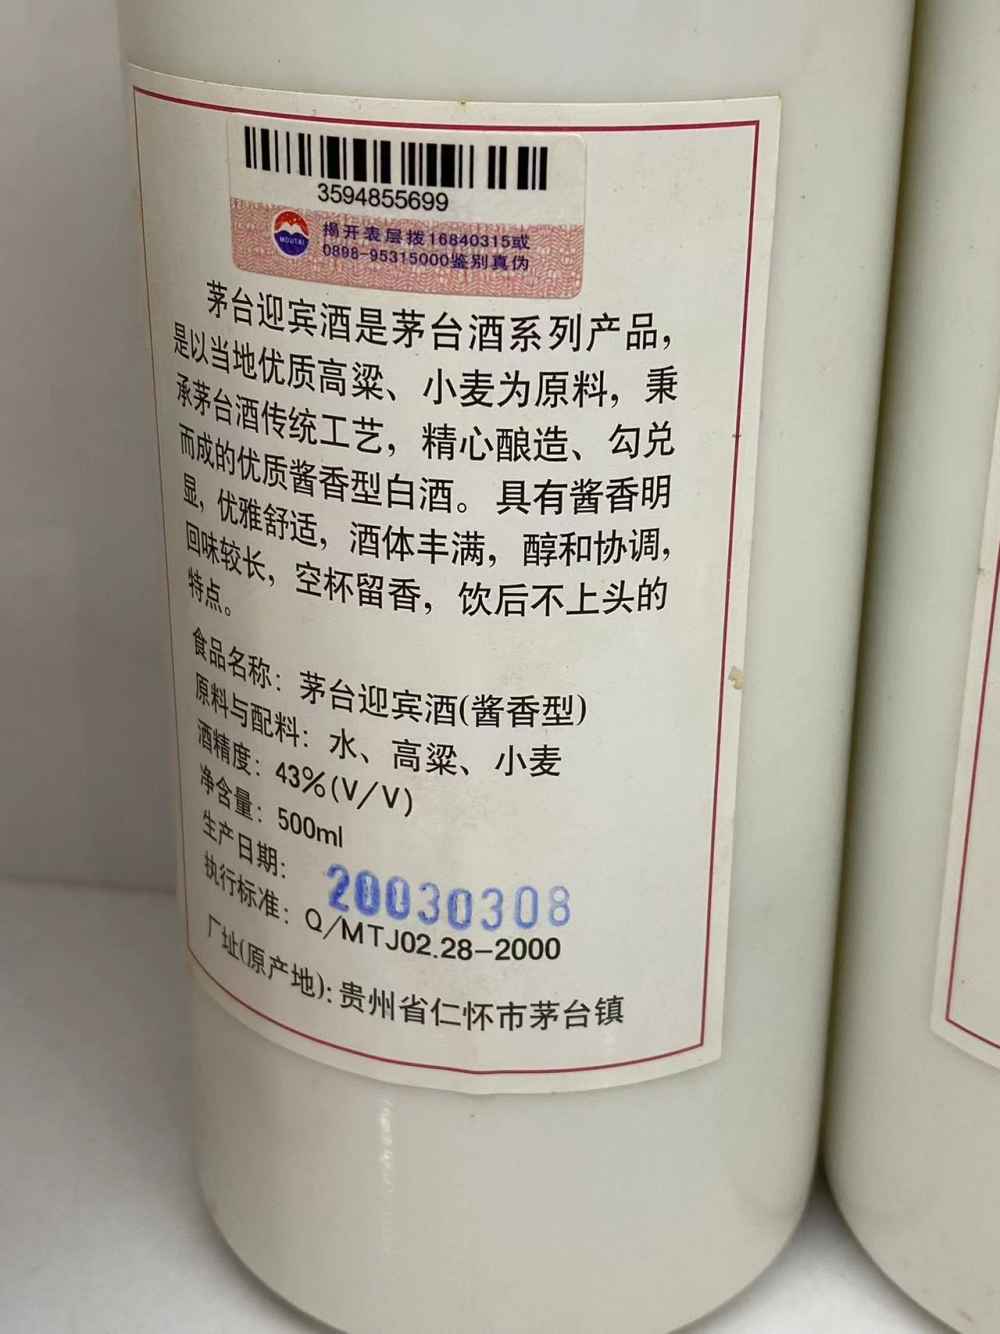 3594855699
MOUTAI
揭开表层拨16840315或
0898-95315000鉴别真伪
茅台迎宾酒是茅台酒系列产品，
是以当地优质高粱、小麦为原料，秉
承茅台酒传统工艺，精心酿造、勾兑
而成的优质酱香型白酒。具有酱香明
显，优雅舒适，酒体丰满，醇和协调，
回味较长，空杯留香，饮后不上头的
特点。
食品名称：茅台迎宾酒(酱香型)
原料与配料：水、高粱、小麦
酒精度：43%(V/V)
净含量：500ml
生产日期：20030308
执行标准：Q/MTJ02.28-2000
厂址(原产地)：贵州省仁怀市茅台镇